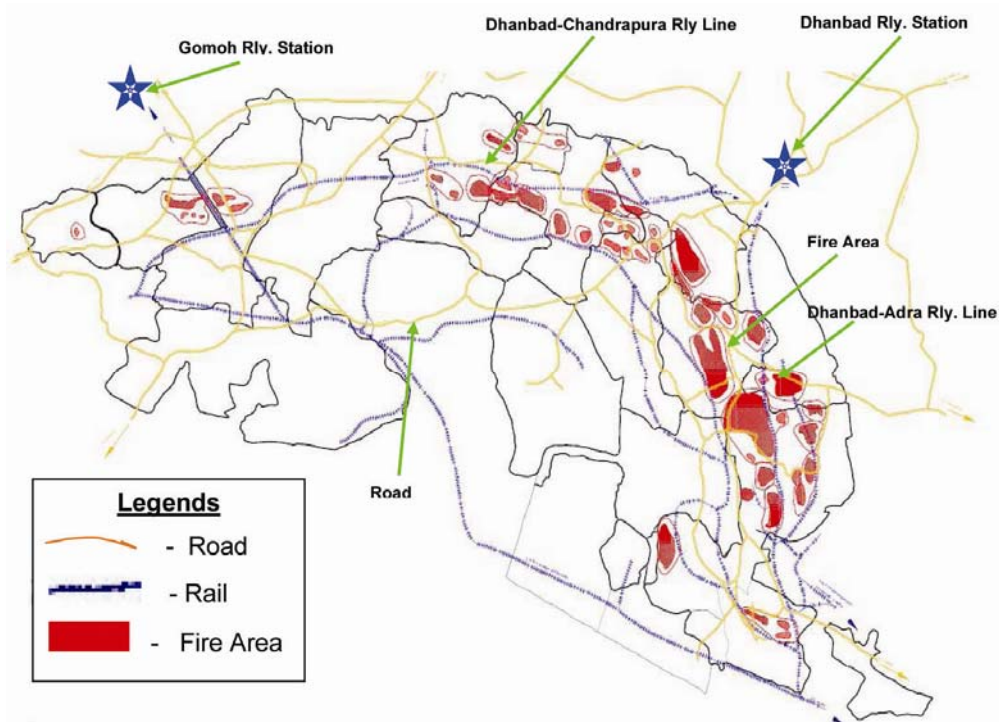 Dhanbad-Chandrapura Rly Line
Dhanbad Rly. Station
Gomoh Rly. Station
Fire Area
Dhanbad-Adra Rly. Line
Road
Legends
- Road
- Rail
- Fire Area